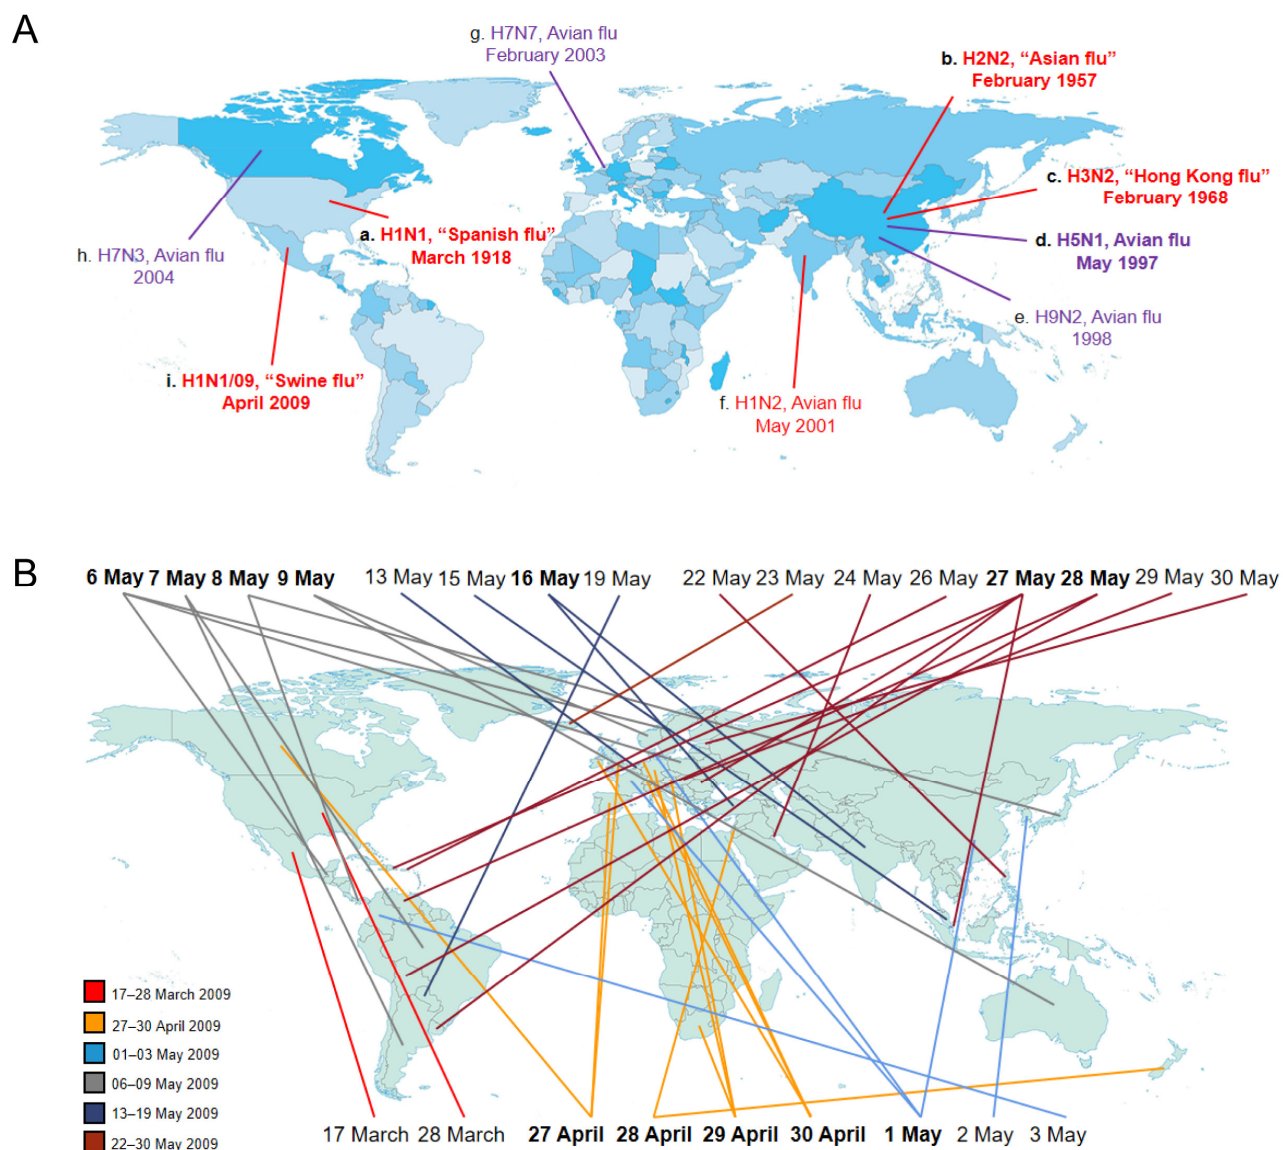 A
g. H7N7, Avian flu
February 2003
b. H2N2, “Asian flu”
February 1957
c. H3N2, “Hong Kong flu”
February 1968
a. H1N1, “Spanish flu”
March 1918
d. H5N1, Avian flu
May 1997
h. H7N3, Avian flu
2004
e. H9N2, Avian flu
1998
i. H1N1/09, “Swine flu”
April 2009
f. H1N2, Avian flu
May 2001
B
6 May 7 May 8 May 9 May 13 May 15 May 16 May 19 May 22 May 23 May 24 May 26 May 27 May 28 May 29 May 30 May
17–28 March 2009
27–30 April 2009
01–03 May 2009
06–09 May 2009
13–19 May 2009
22–30 May 2009
17 March 28 March 27 April 28 April 29 April 30 April 1 May 2 May 3 May